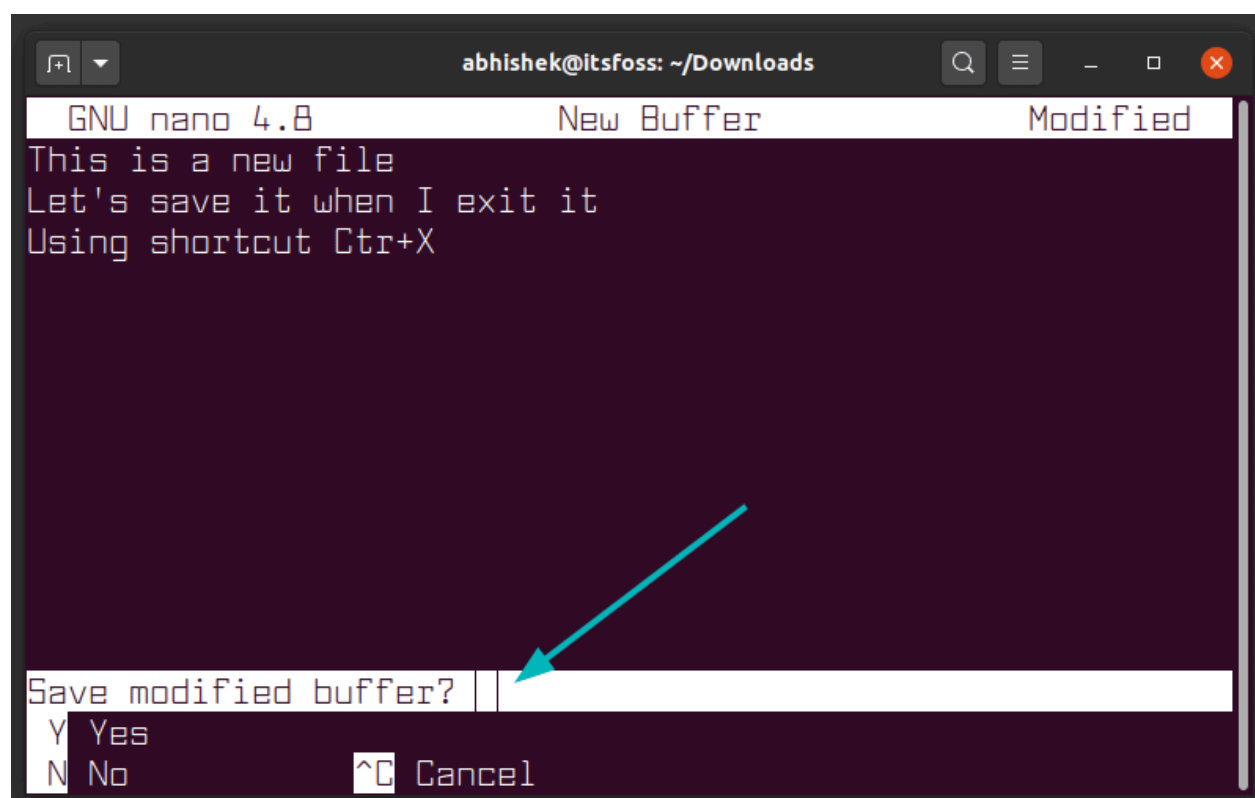 abhishek@itsfoss: ~/Downloads
GNU nano 4.8 New Buffer Modified
This is a new file
Let's save it when I exit it
Using shortcut Ctr+X
Save modified buffer?
Y Yes
N No ^C Cancel